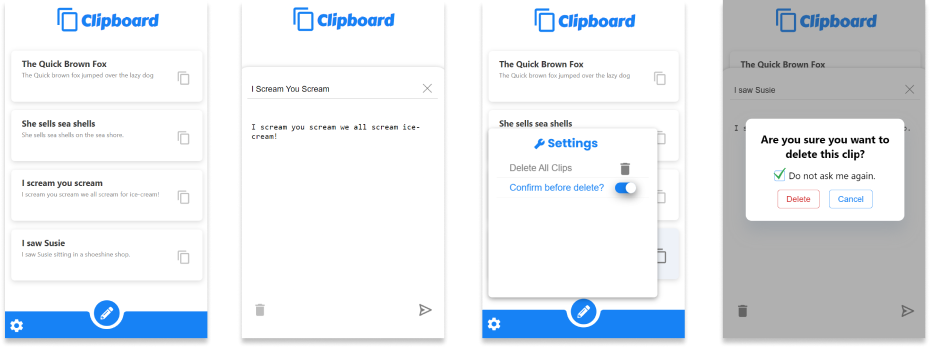 Clipboard
The Quick Brown Fox
The Quick brown fox jumped over the lazy dog
She sells sea shells
She sells sea shells on the sea shore.
I scream you scream
I scream you scream we all scream for ice-cream!
I saw Susie
I saw Susie sitting in a shoeshine shop.
Clipboard
I Scream You Scream
I scream you scream we all scream ice-
cream!
Clipboard
The Quick Brown Fox
The Quick brown fox jumped over the lazy dog
She sells sea shells
Settings
Delete All Clips
Confirm before delete?
Clipboard
The Quick Brown Fox
I saw Susie
Are you sure you want to
delete this clip?
Do not ask me again.
Delete
Cancel